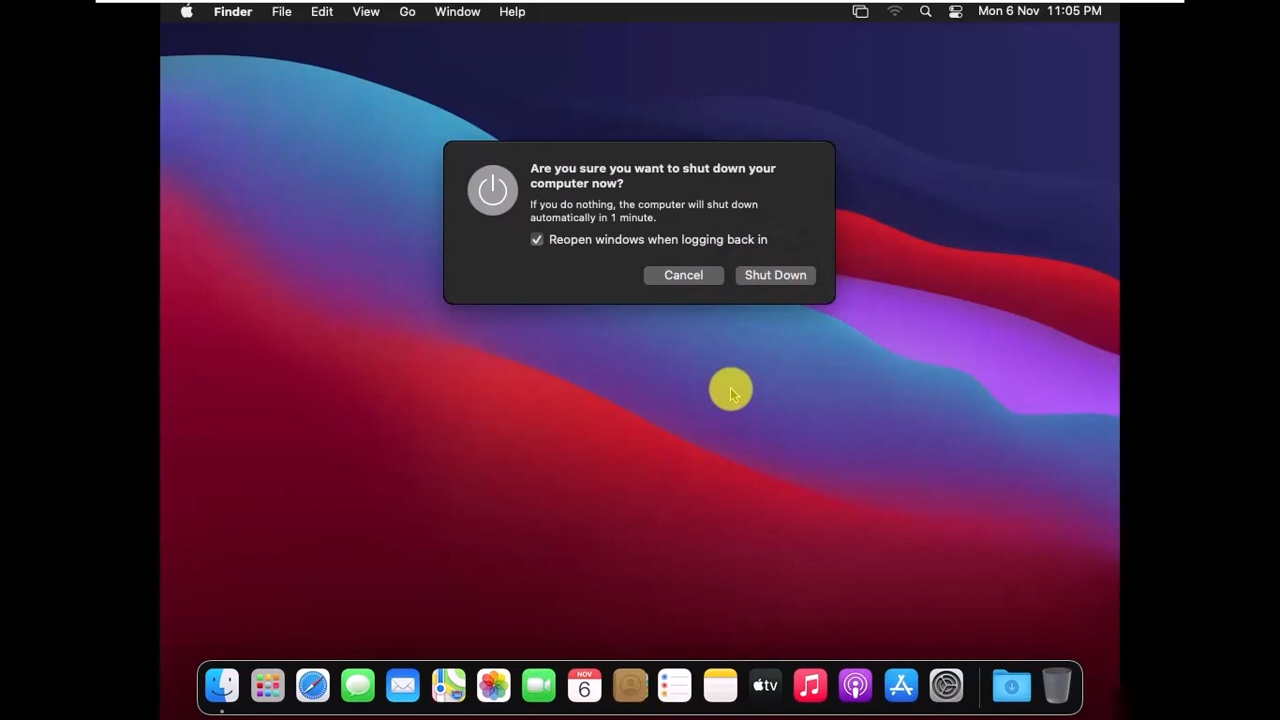 Finder File Edit View Go Window Help Mon 6 Nov 11:05 PM
Are you sure you want to shut down your
computer now?
If you do nothing, the computer will shut down
automatically in 1 minute.
Reopen windows when logging back in
Cancel Shut Down
NOV
6
tv